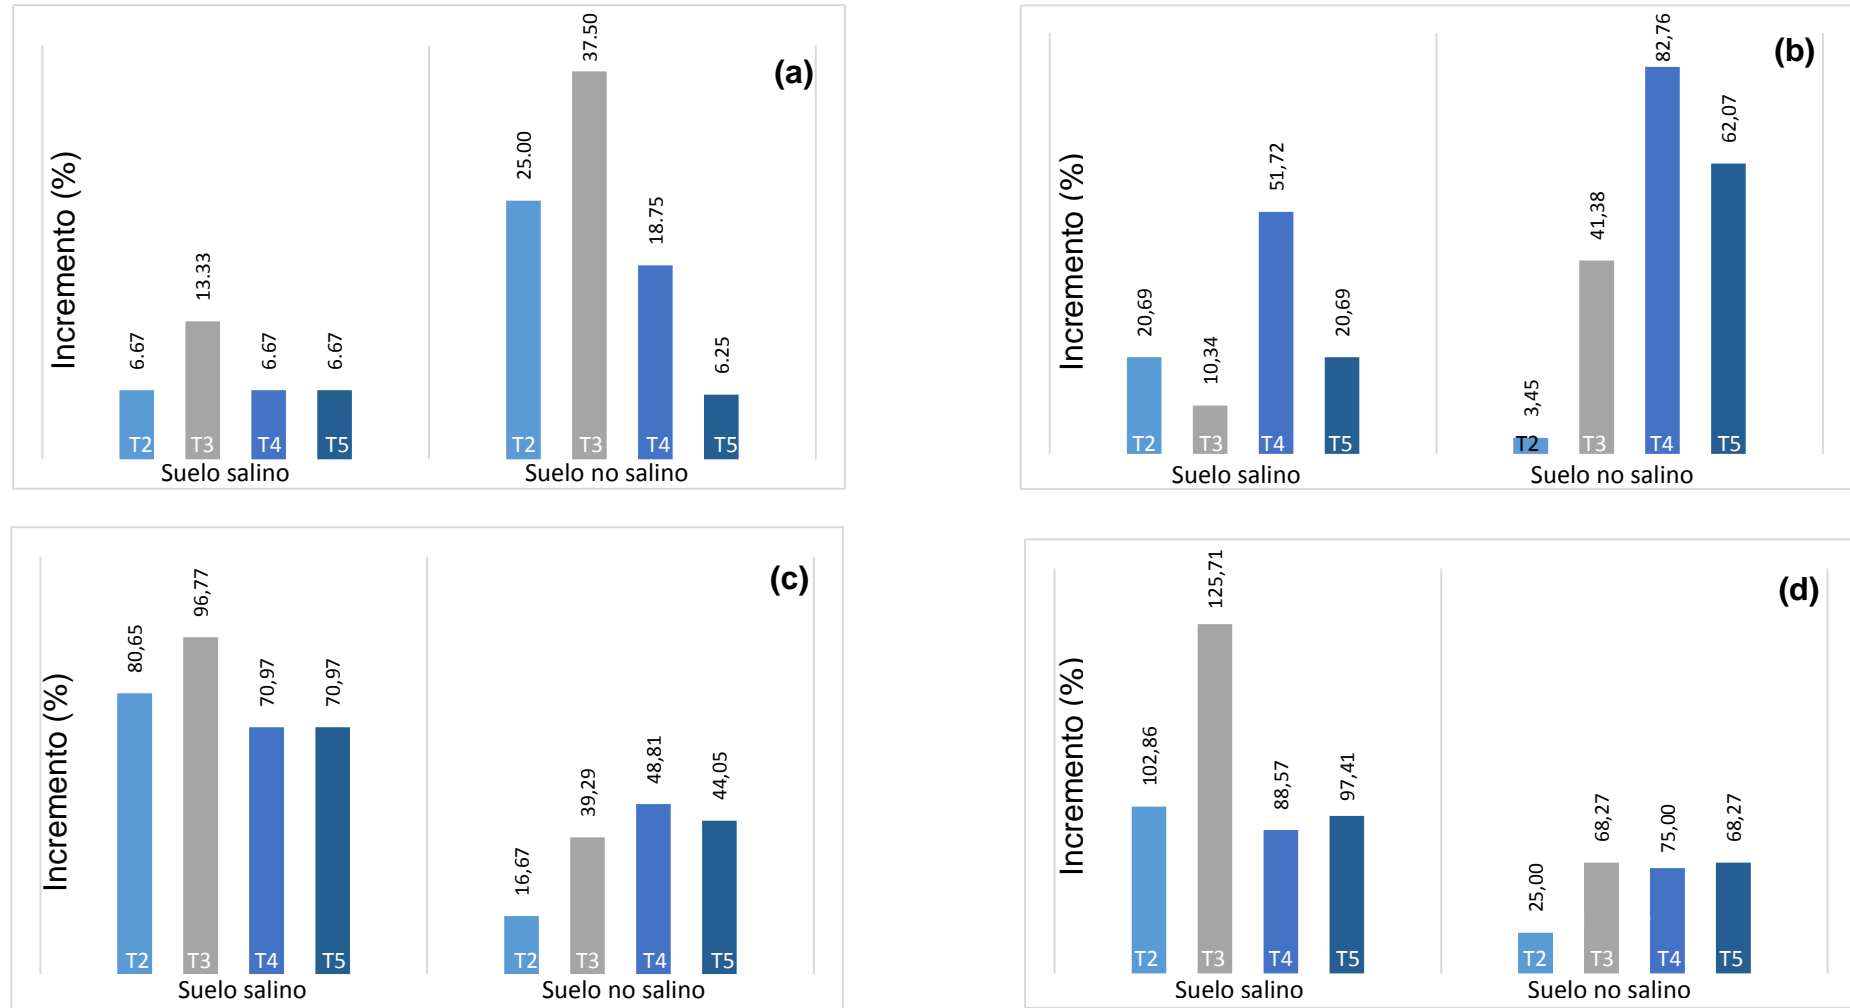 (a)
Incremento (%)
6.67
13.33
6.67
6.67
25.00
37.50
18.75
6.25
T2 T3 T4 T5 T2 T3 T4 T5
Suelo salino Suelo no salino
(b)
Incremento (%)
20,69
10,34
51,72
20,69
3,45
41,38
82,76
62,07
T2 T3 T4 T5 T2 T3 T4 T5
Suelo salino Suelo no salino
(c)
Incremento (%)
80,65
96,77
70,97
70,97
16,67
39,29
48,81
44,05
T2 T3 T4 T5 T2 T3 T4 T5
Suelo salino Suelo no salino
(d)
Incremento (%)
102,86
125,71
88,57
97,41
25,00
68,27
75,00
68,27
T2 T3 T4 T5 T2 T3 T4 T5
Suelo salino Suelo no salino